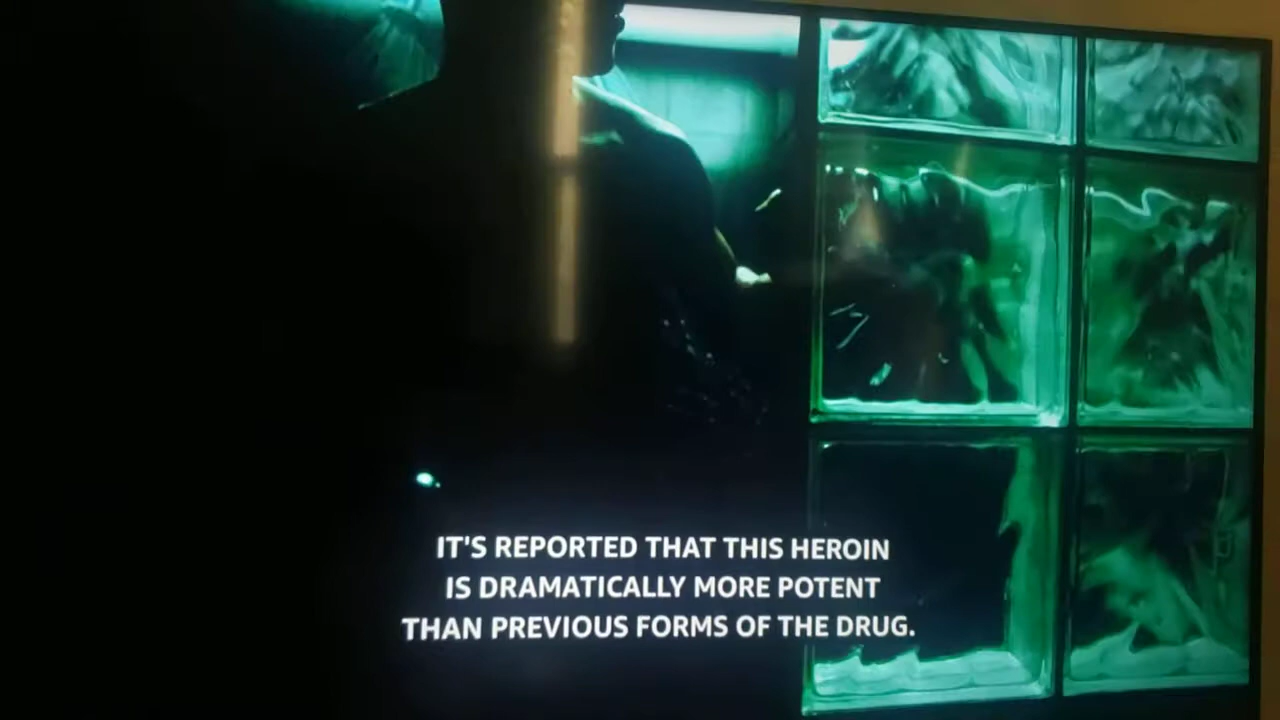 IT'S REPORTED THAT THIS HEROIN
IS DRAMATICALLY MORE POTENT
THAN PREVIOUS FORMS OF THE DRUG.